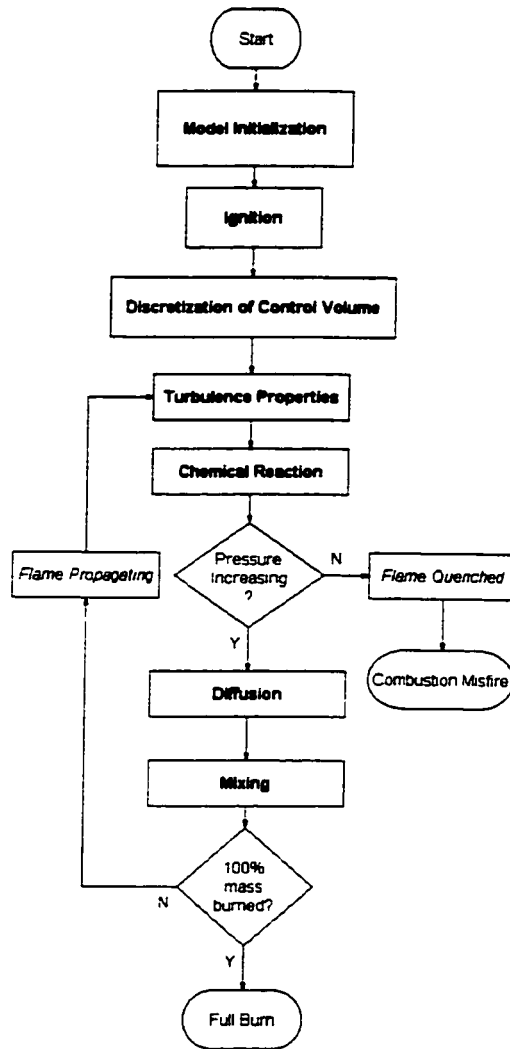 Start
Model Initialization
Ignition
Discretization of Control Volume
Turbulence Properties
Chemical Reaction
Flame Propagating
Pressure
Increasing
?
N
Flame Quenched
Y
Combustion Misfire
Diffusion
Mixing
100%
mass
burned?
N
Y
Full Burn